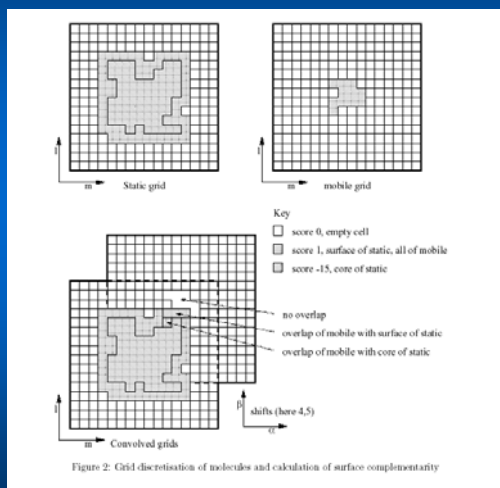 l
m
Static grid
l
m
mobile grid
Key
score 0, empty cell
score 1, surface of static, all of mobile
score -15, core of static
no overlap
overlap of mobile with surface of static
overlap of mobile with core of static
l
m
Convolved grids
β
shifts (here 4,5)
α
Figure 2: Grid discretisation of molecules and calculation of surface complementarity